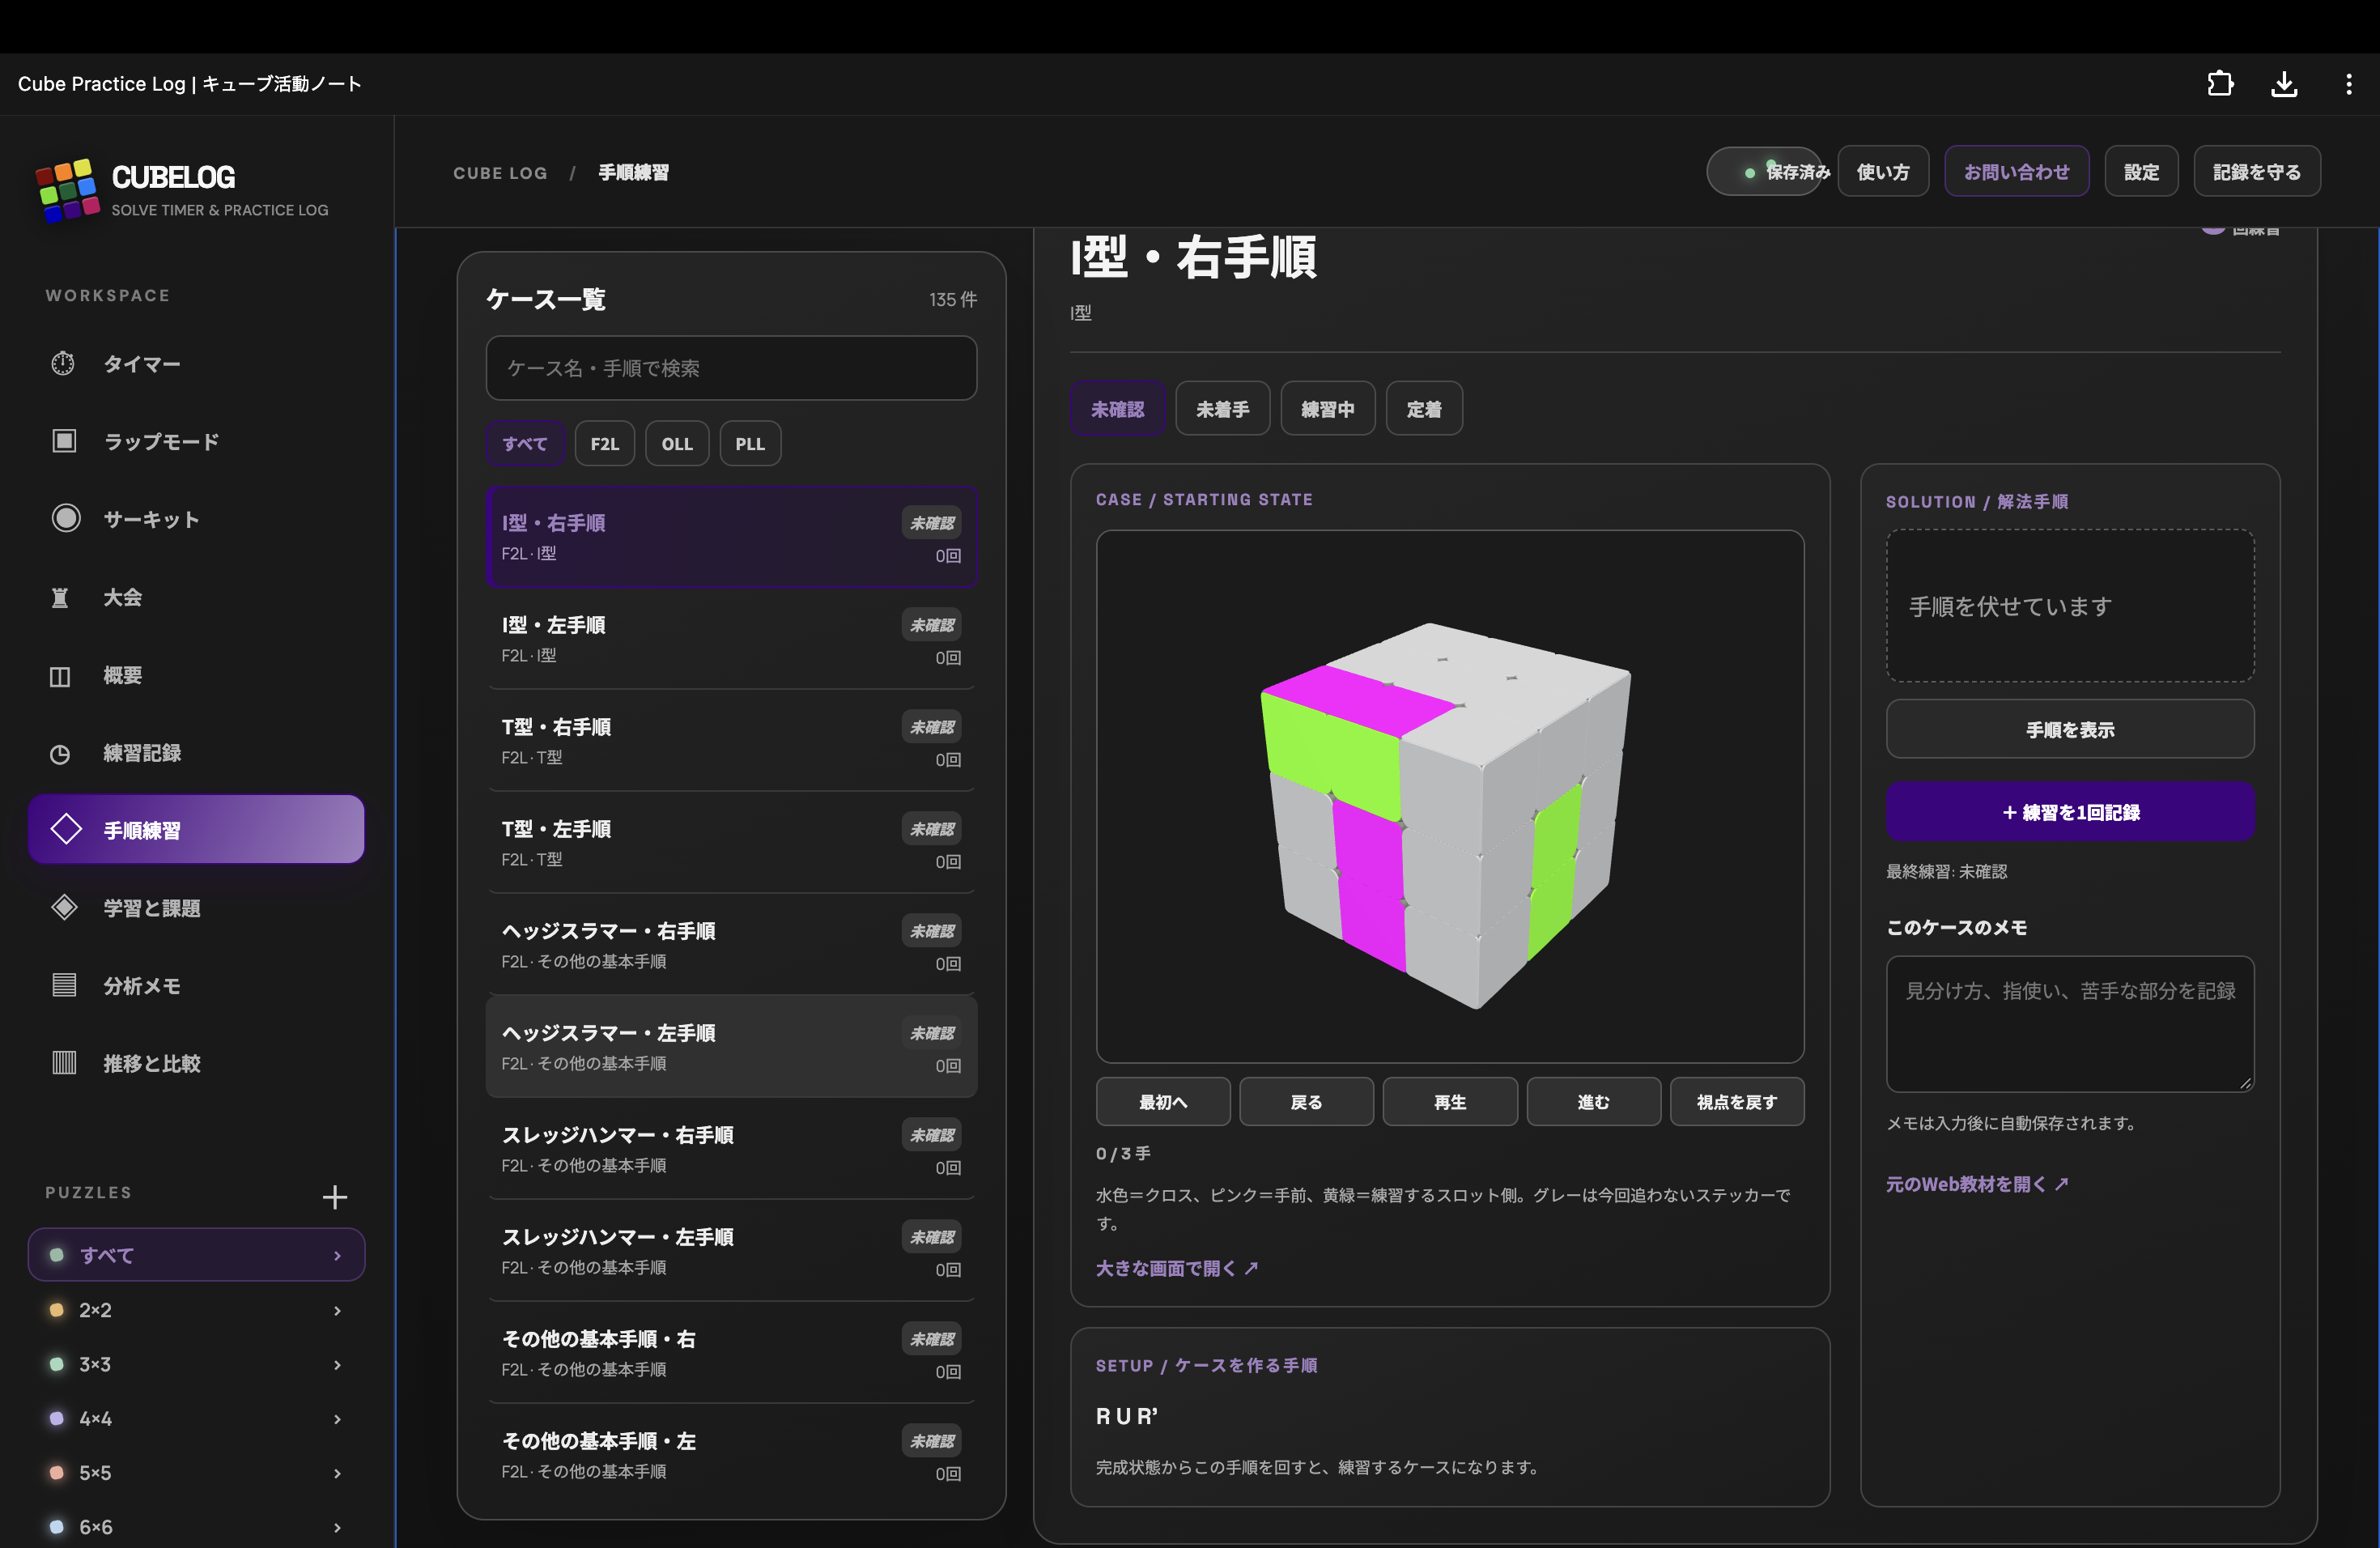 Cube Practice Log | キューブ活動ノート
CUBELOG
SOLVE TIMER & PRACTICE LOG
WORKSPACE
タイマー
ラップモード
サーキット
大会
概要
練習記録
手順練習
学習と課題
分析メモ
推移と比較
PUZZLES
すべて
2×2
3×3
4×4
5×5
6×6
CUBE LOG / 手順練習
保存済み
使い方
お問い合わせ
設定
記録を守る
ケース一覧
135 件
ケース名・手順で検索
すべて
F2L
OLL
PLL
I型・右手順
未確認
F2L · I型
0回
I型・左手順
未確認
F2L · I型
0回
T型・右手順
未確認
F2L · T型
0回
T型・左手順
未確認
F2L · T型
0回
ヘッジスラマー・右手順
未確認
F2L · その他の基本手順
0回
ヘッジスラマー・左手順
未確認
F2L · その他の基本手順
0回
スレッジハンマー・右手順
未確認
F2L · その他の基本手順
0回
スレッジハンマー・左手順
未確認
F2L · その他の基本手順
0回
その他の基本手順・右
未確認
F2L · その他の基本手順
0回
その他の基本手順・左
未確認
F2L · その他の基本手順
0回
I型・右手順
I型
未確認
未着手
練習中
定着
CASE / STARTING STATE
最初へ
戻る
再生
進む
視点を戻す
0 / 3 手
水色＝クロス、ピンク＝手前、黄緑＝練習するスロット側。グレーは今回追わないステッカーで
す。
大きな画面で開く ↗
SETUP / ケースを作る手順
R U R’
完成状態からこの手順を回すと、練習するケースになります。
SOLUTION / 解法手順
手順を伏せています
手順を表示
＋ 練習を1回記録
最終練習: 未確認
このケースのメモ
見分け方、指使い、苦手な部分を記録
メモは入力後に自動保存されます。
元のWeb教材を開く ↗